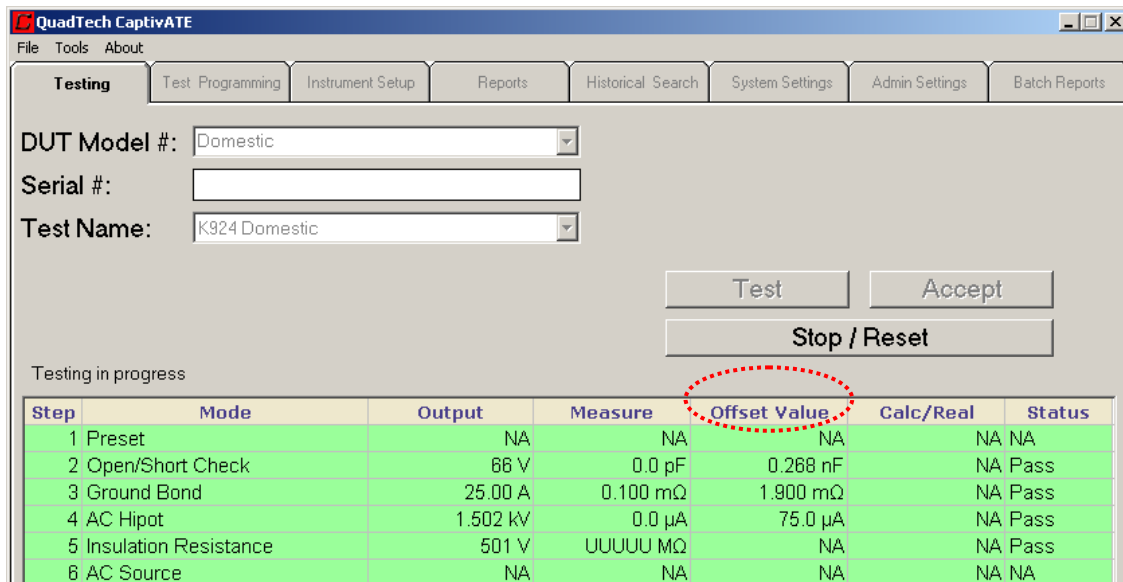 QuadTech CaptivATE
File Tools About
Testing Test Programming Instrument Setup Reports Historical Search System Settings Admin Settings Batch Reports
DUT Model #: Domestic
Serial #:
Test Name: K924 Domestic
Test Accept
Stop / Reset
Testing in progress
Step Mode Output Measure Offset Value Calc/Real Status
1 Preset NA NA NA NA NA
2 Open/Short Check 66 V 0.0 pF 0.268 nF NA Pass
3 Ground Bond 25.00 A 0.100 mΩ 1.900 mΩ NA Pass
4 AC Hipot 1.502 kV 0.0 µA 75.0 µA NA Pass
5 Insulation Resistance 501 V UUUUU MΩ NA NA Pass
6 AC Source NA NA NA NA NA